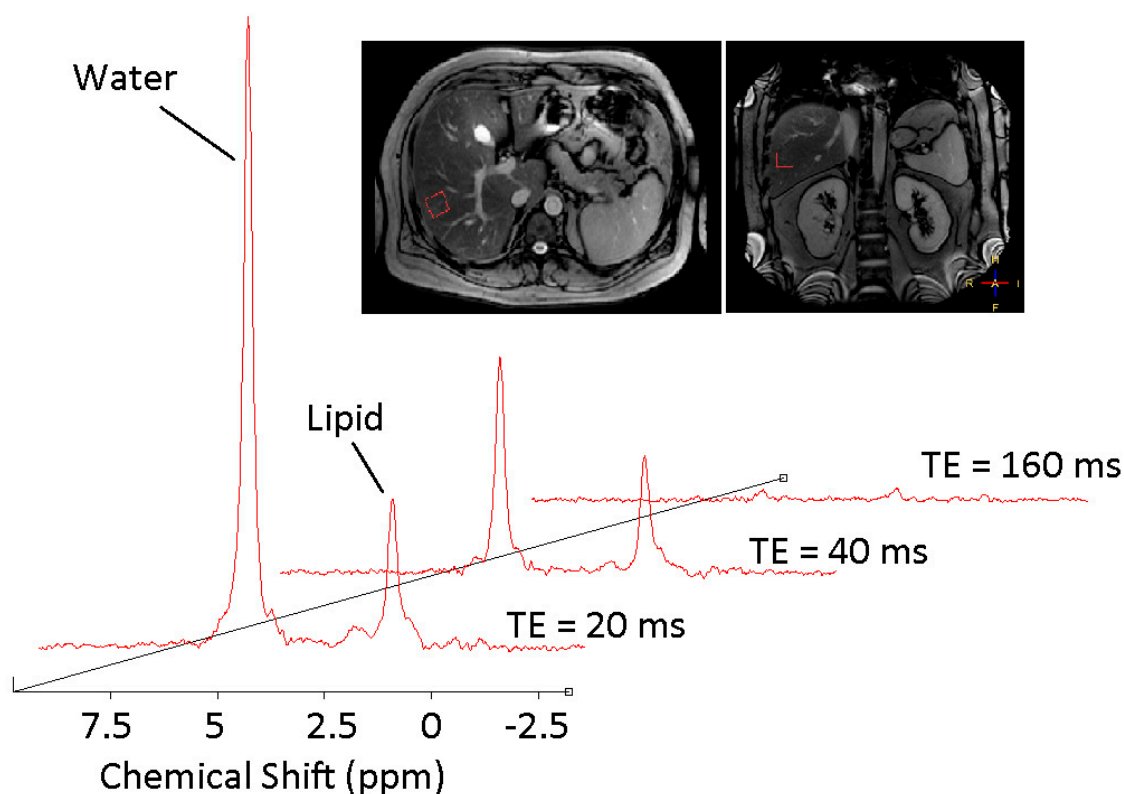 Water
Lipid
H
R A I
F
TE = 160 ms
TE = 40 ms
TE = 20 ms
7.5 5 2.5 0 -2.5
Chemical Shift (ppm)